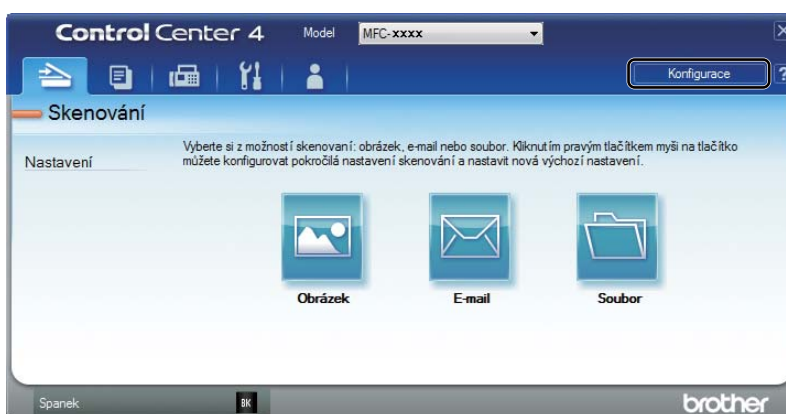 Control Center 4
Model
MFC-xxxx
Konfigurace
?
Skenování
Nastavení
Vyberte si z možností skenovaní: obrázek, e-mail nebo soubor. Kliknutím pravým tlačítkem myši na tlačítko
můžete konfigurovat pokročilá nastavení skenování a nastavit nová výchozí nastavení.
Obrázek
E-mail
Soubor
Spanek
BK
brother